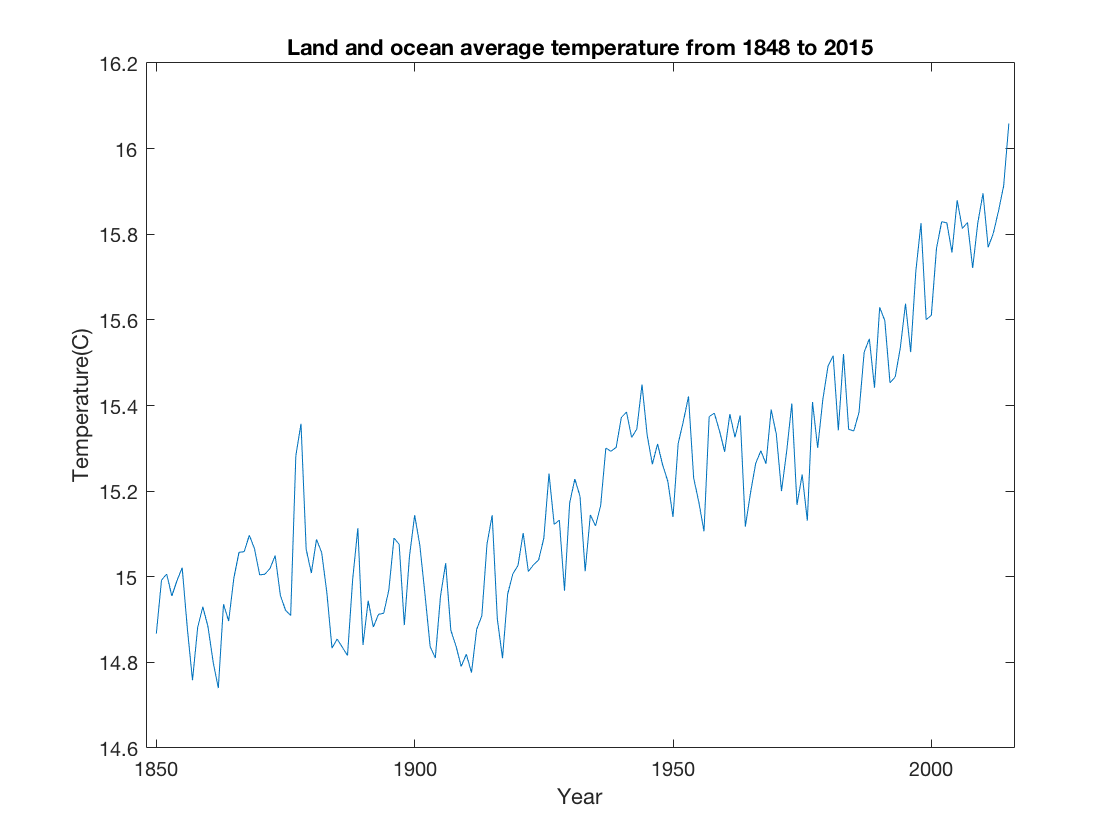 Land and ocean average temperature from 1848 to 2015
16.2
16
15.8
15.6
15.4
15.2
15
14.8
14.6
Temperature(C)
1850 1900 1950 2000
Year